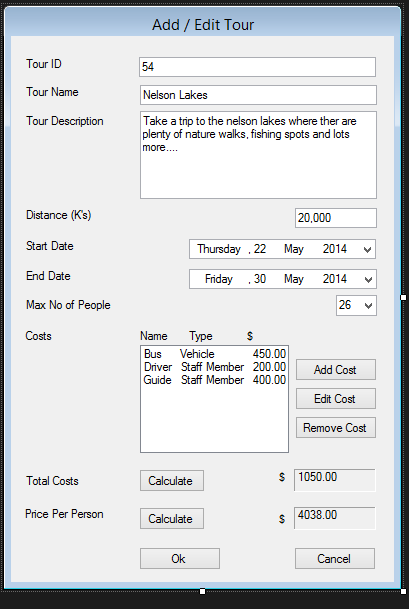 Add / Edit Tour
Tour ID 54
Tour Name Nelson Lakes
Tour Description Take a trip to the nelson lakes where ther are
plenty of nature walks, fishing spots and lots
more....
Distance (K's) 20,000
Start Date Thursday , 22 May 2014
End Date Friday , 30 May 2014
Max No of People 26
Costs Name Type $
Bus Vehicle 450.00
Driver Staff Member 200.00
Guide Staff Member 400.00
Add Cost
Edit Cost
Remove Cost
Total Costs Calculate $ 1050.00
Price Per Person Calculate $ 4038.00
Ok Cancel